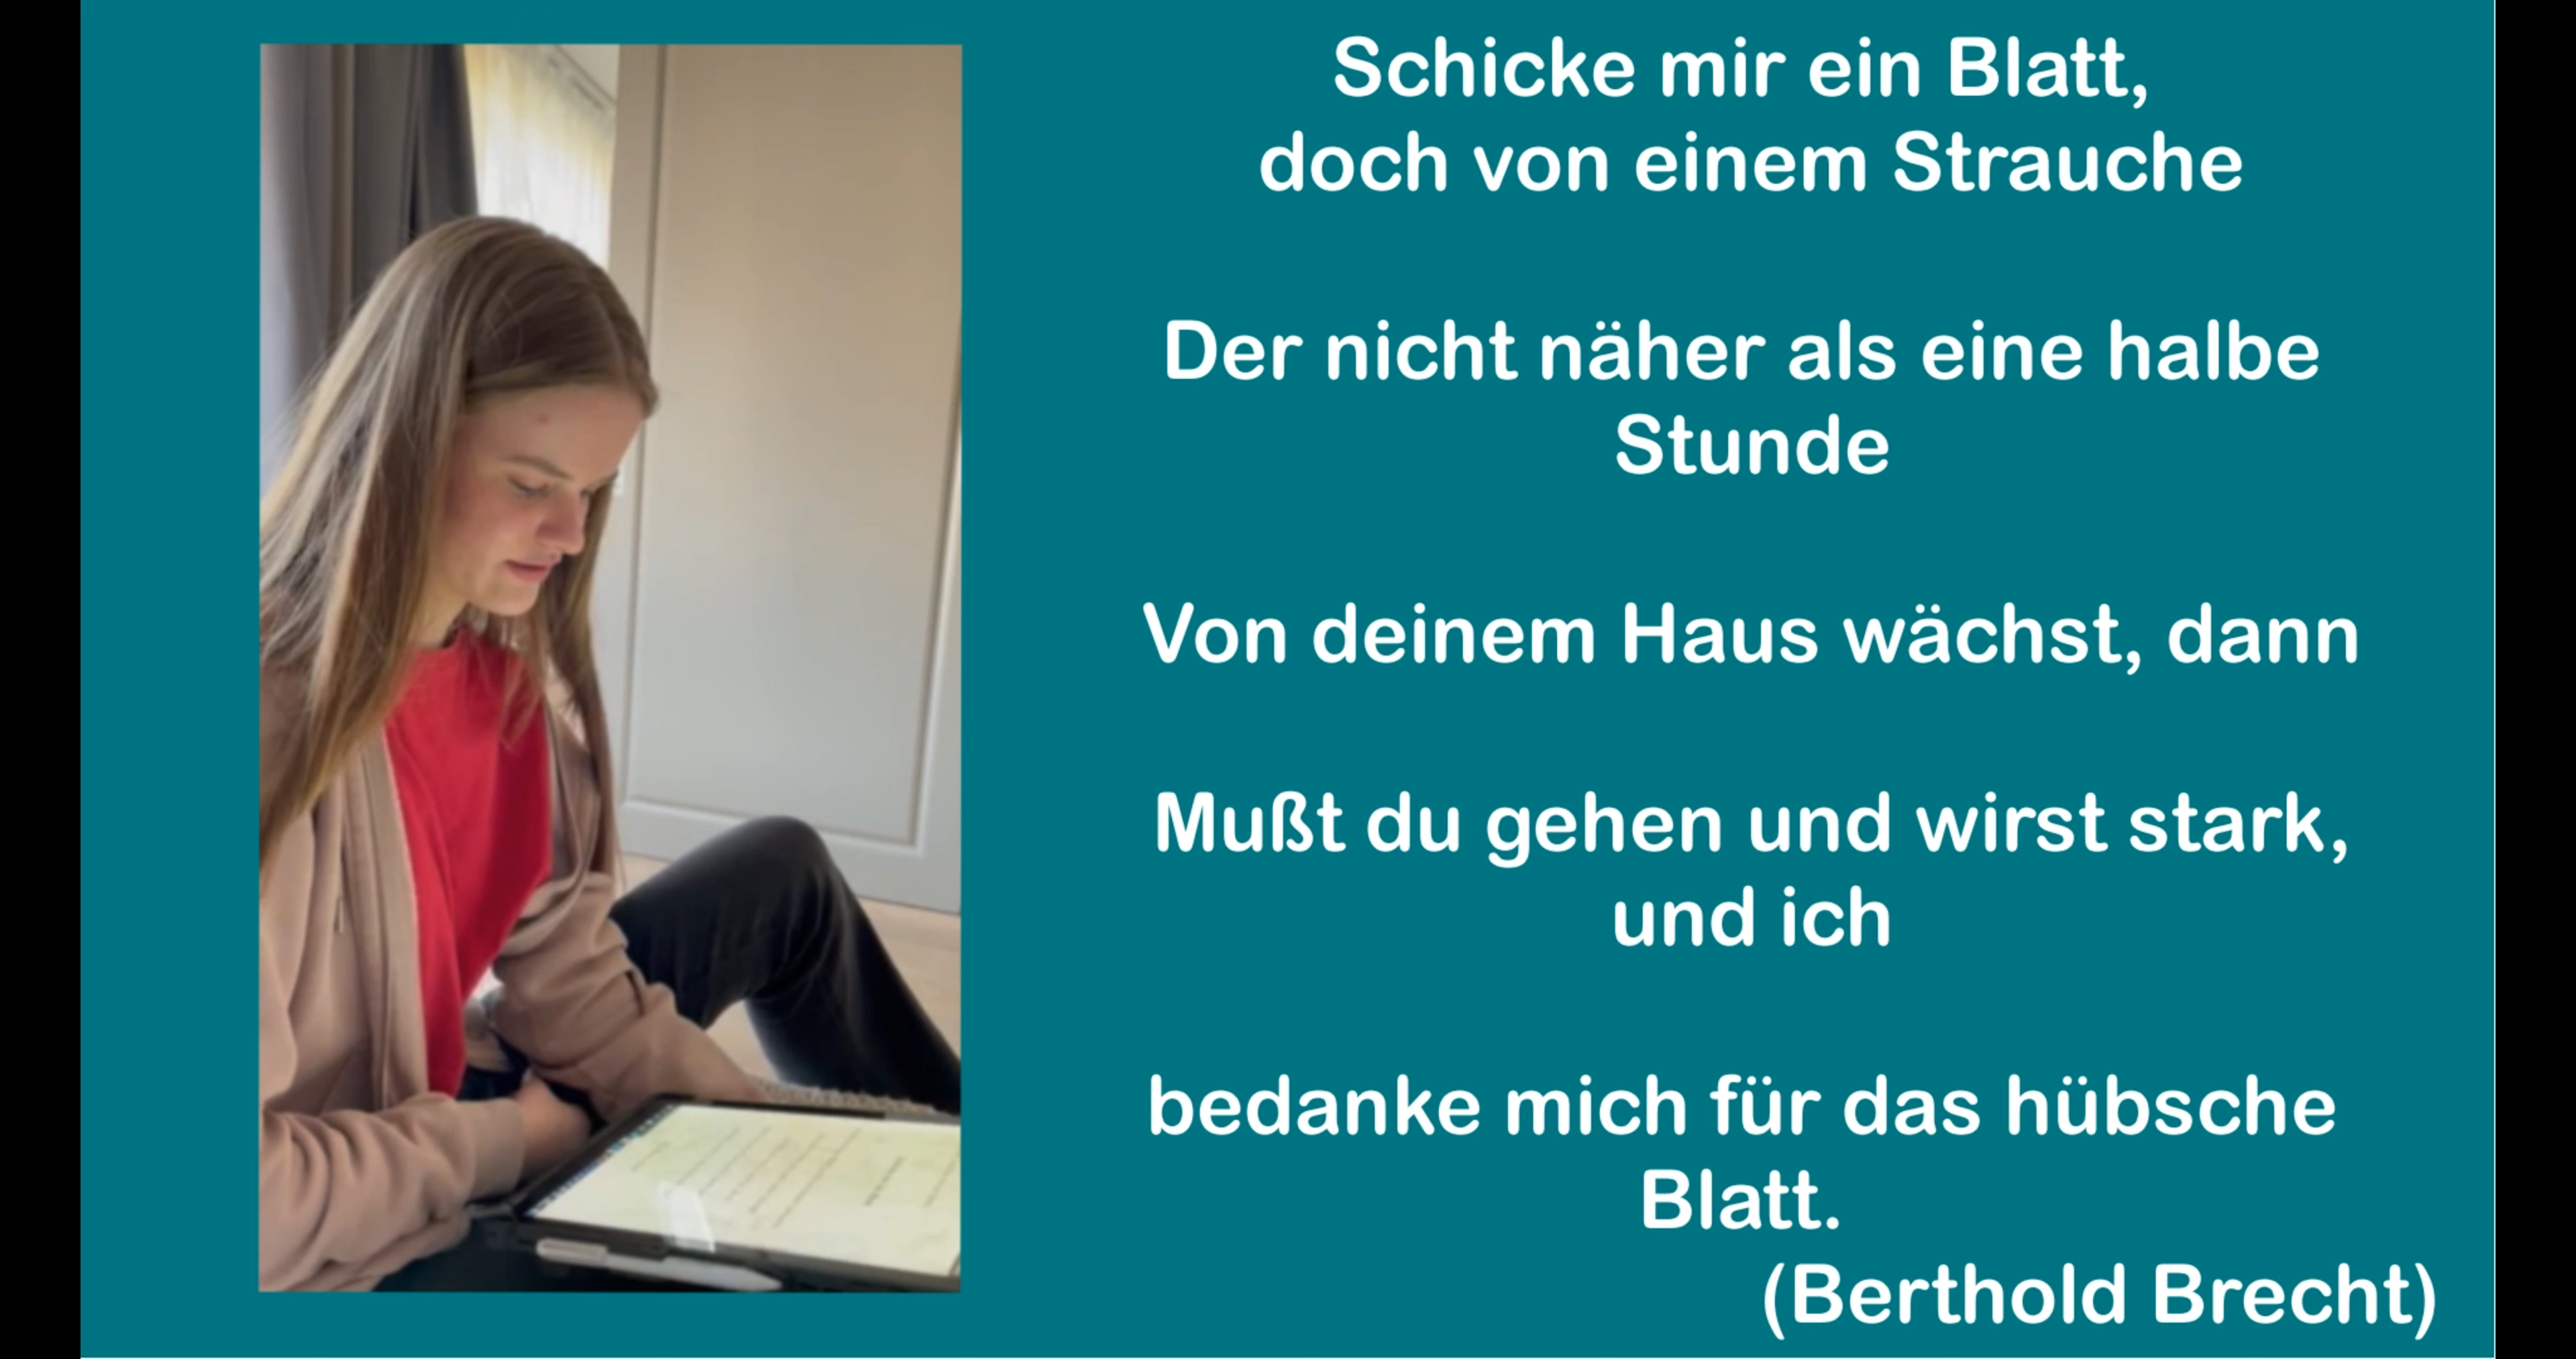 Schicke mir ein Blatt,
doch von einem Strauche
Der nicht näher als eine halbe
Stunde
Von deinem Haus wächst, dann
Mußt du gehen und wirst stark,
und ich
bedanke mich für das hübsche
Blatt.
(Berthold Brecht)